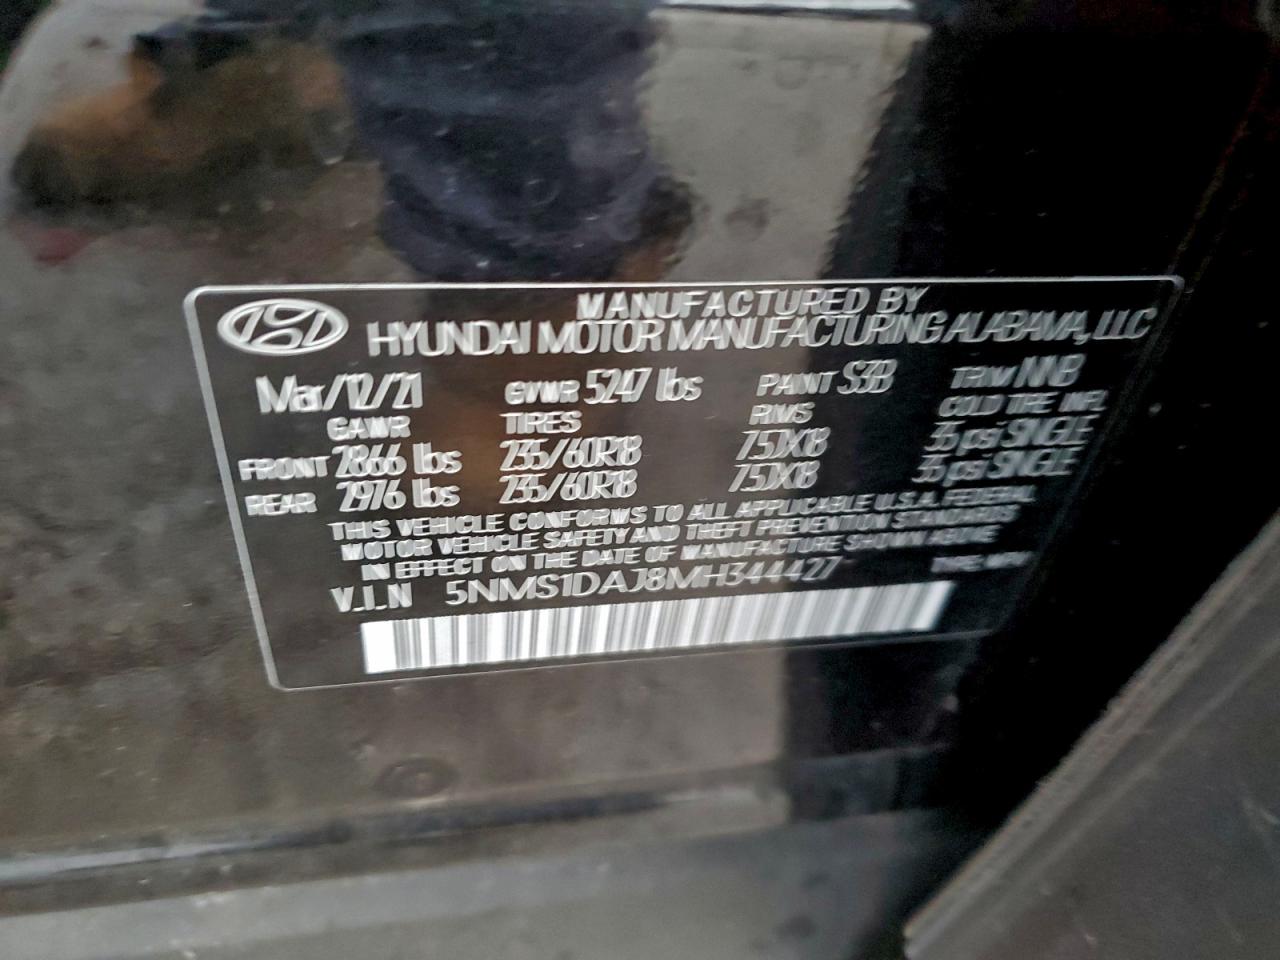 MANUFACTURED BY
HYUNDAI MOTOR MANUFACTURING ALABAMA, LLC
Mar/12/21 GVWR 5247 lbs PAINT S3B TRIM NNB
GAWR TIRES RIMS COLD TIRE INFL
FRONT 2866 lbs 235/60R18 7.5JX18 35 psi SINGLE
REAR 2976 lbs 235/60R18 7.5JX18 35 psi SINGLE
THIS VEHICLE CONFORMS TO ALL APPLICABLE U.S.A. FEDERAL
MOTOR VEHICLE SAFETY AND THEFT PREVENTION STANDARDS
IN EFFECT ON THE DATE OF MANUFACTURE SHOWN ABOVE
V.I.N 5NMS1DAJ8MH344427 TYPE: MPV